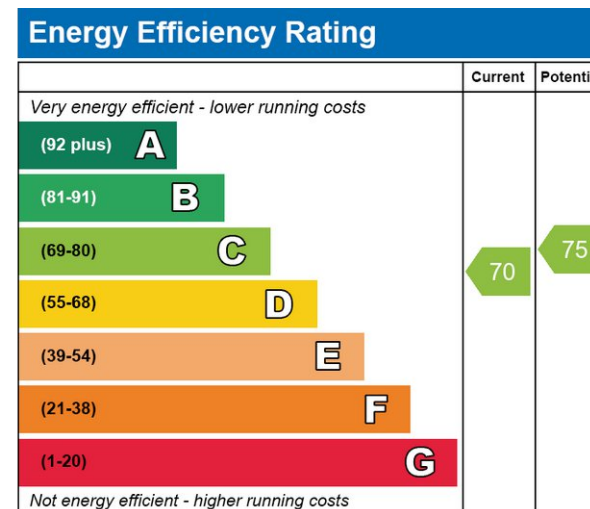 Energy Efficiency Rating
Current Potenti
Very energy efficient - lower running costs
(92 plus) A
(81-91) B
(69-80) C
(55-68) D
(39-54) E
(21-38) F
(1-20) G
70
75
Not energy efficient - higher running costs